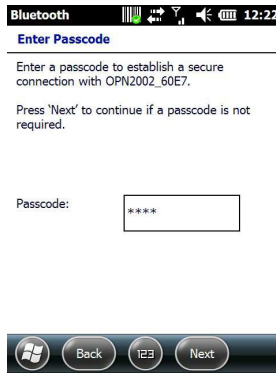 Bluetooth 12:22
Enter Passcode
Enter a passcode to establish a secure
connection with OPN2002_60E7.
Press 'Next' to continue if a passcode is not
required.
Passcode: ****
Back 123 Next